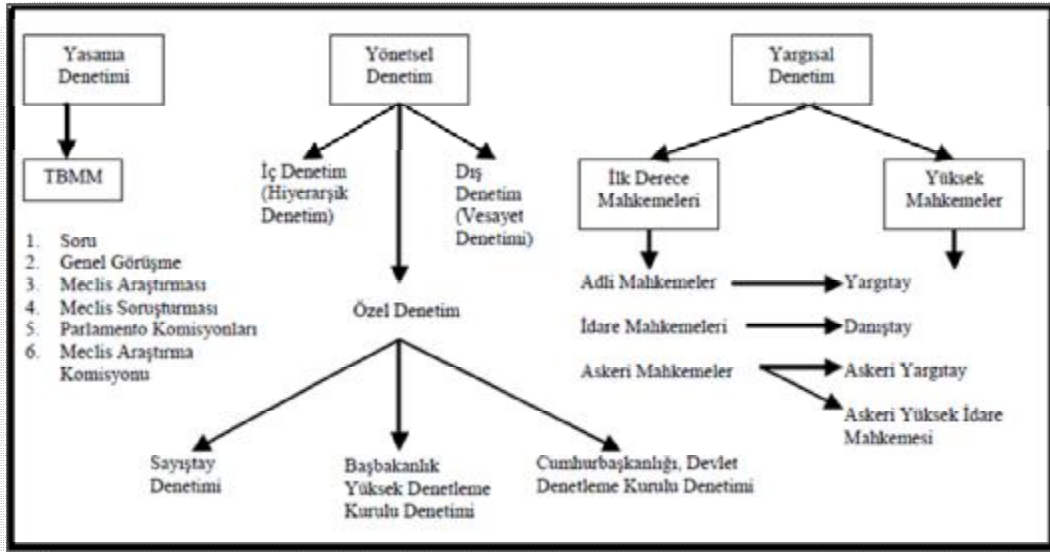 Yasama
Denetimi
TBMM
1. Soru
2. Genel Görüşme
3. Meclis Araştırması
4. Meclis Soruşturması
5. Parlamento Komisyonları
6. Meclis Araştırma
Komisyonu
Yönetsel
Denetim
İç Denetim
(Hiyerarşik
Denetim)
Dış
Denetim
(Vesayet
Denetimi)
Özel Denetim
Sayıştay
Denetimi
Başbakanlık
Yüksek Denetleme
Kurulu Denetimi
Cumhurbaşkanlığı, Devlet
Denetleme Kurulu Denetimi
Yargısal
Denetim
İlk Derece
Mahkemeleri
Yüksek
Mahkemeler
Adli Mahkemeler
Yargıtay
İdare Mahkemeleri
Danıştay
Askeri Mahkemeler
Askeri Yargıtay
Askeri Yüksek İdare
Mahkemesi